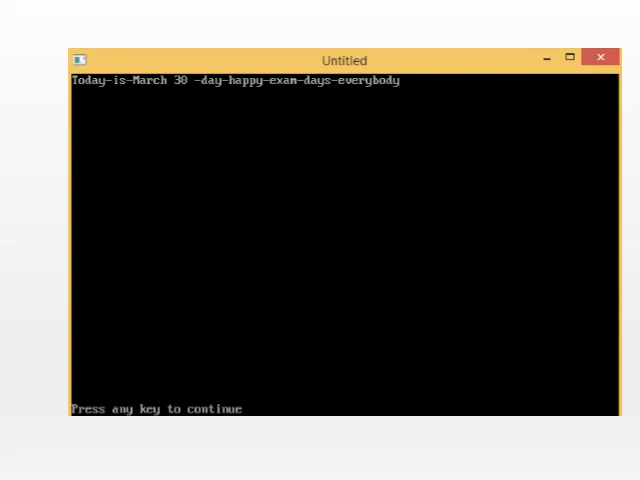 Untitled
Today-is-March 30 -day-happy-exam-days-everybody
Press any key to continue